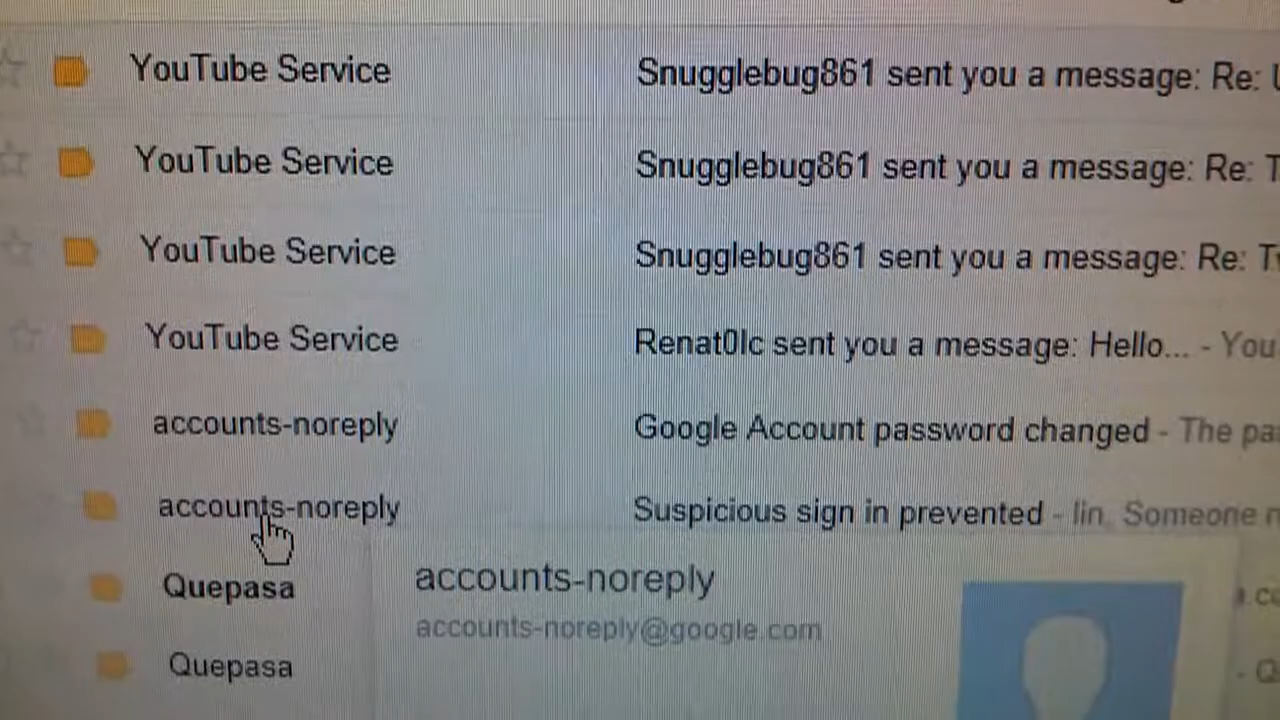 YouTube Service Snugglebug861 sent you a message: Re:
YouTube Service Snugglebug861 sent you a message: Re:
YouTube Service Snugglebug861 sent you a message: Re:
YouTube Service Renat0lc sent you a message: Hello... - You
accounts-noreply Google Account password changed - The
accounts-noreply Suspicious sign in prevented - lin, Someone
Quepasa
accounts-noreply
accounts-noreply@google.com
Quepasa